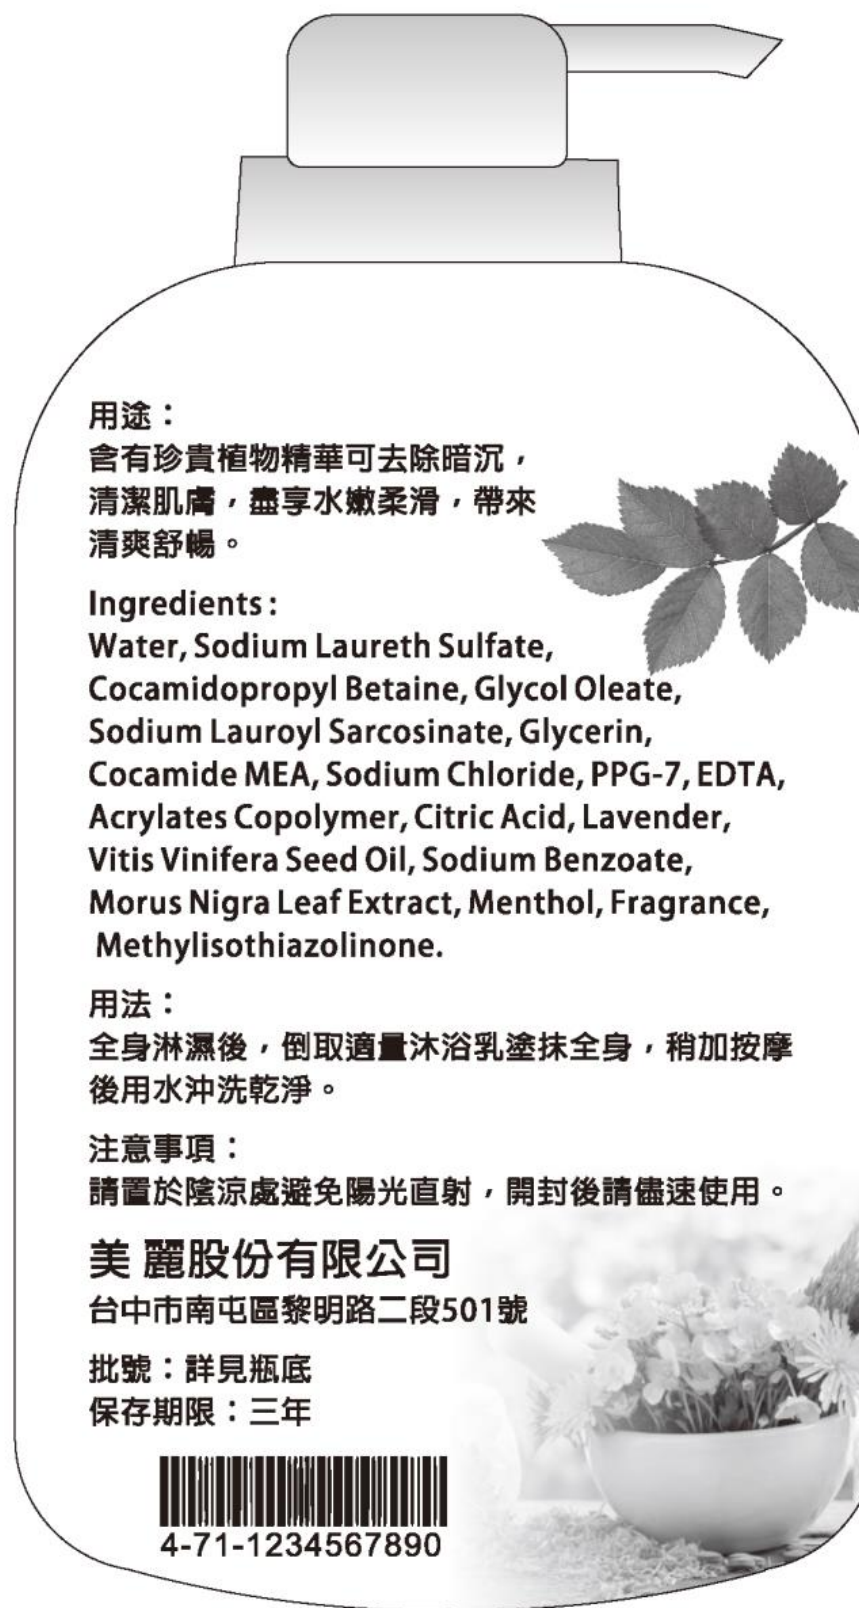 用途：
含有珍貴植物精華可去除暗沉，
清潔肌膚，盡享水嫩柔滑，帶來
清爽舒暢。
Ingredients:
Water, Sodium Laureth Sulfate,
Cocamidopropyl Betaine, Glycol Oleate,
Sodium Lauroyl Sarcosinate, Glycerin,
Cocamide MEA, Sodium Chloride, PPG-7, EDTA,
Acrylates Copolymer, Citric Acid, Lavender,
Vitis Vinifera Seed Oil, Sodium Benzoate,
Morus Nigra Leaf Extract, Menthol, Fragrance,
Methylisothiazolinone.
用法：
全身淋濕後，倒取適量沐浴乳塗抹全身，稍加按摩
後用水沖洗乾淨。
注意事項：
請置於陰涼處避免陽光直射，開封後請儘速使用。
美 麗股份有限公司
台中市南屯區黎明路二段501號
批號：詳見瓶底
保存期限：三年
4-71-1234567890